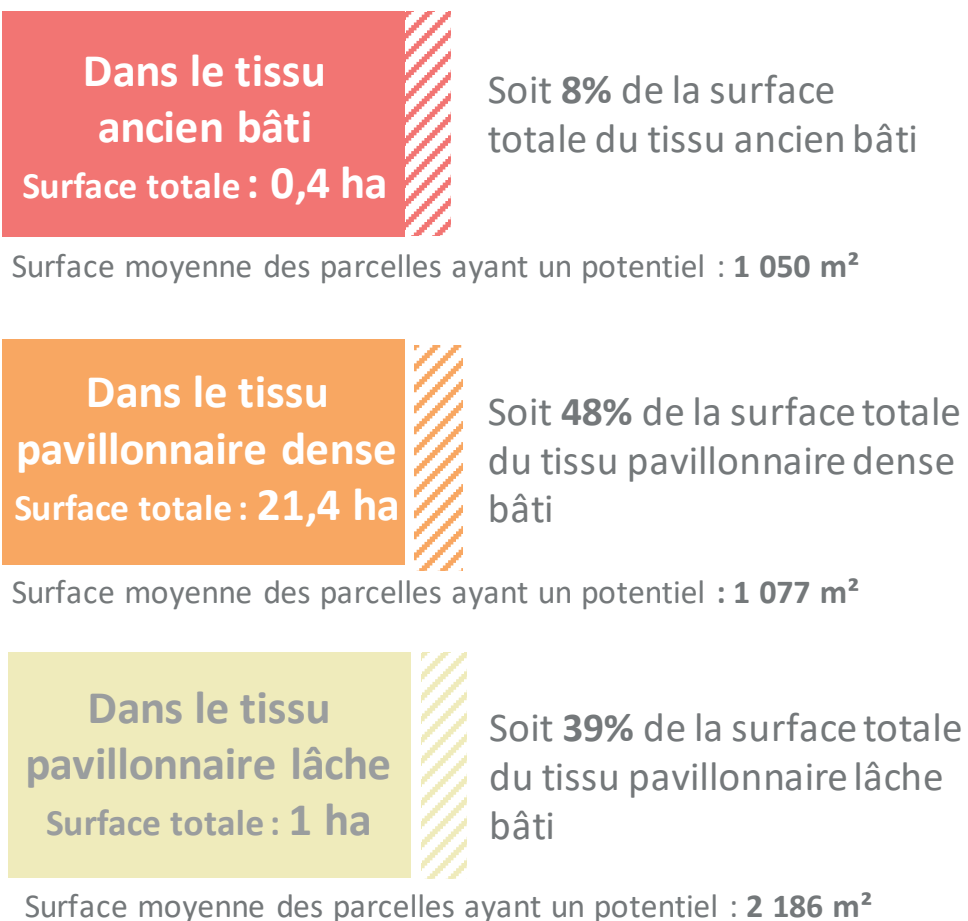 Dans le tissu
ancien bâti
Surface totale : 0,4 ha
Soit 8% de la surface
totale du tissu ancien bâti
Surface moyenne des parcelles ayant un potentiel : 1 050 m²
Dans le tissu
pavillonnaire dense
Surface totale : 21,4 ha
Soit 48% de la surface totale
du tissu pavillonnaire dense
bâti
Surface moyenne des parcelles ayant un potentiel : 1 077 m²
Dans le tissu
pavillonnaire lâche
Surface totale : 1 ha
Soit 39% de la surface totale
du tissu pavillonnaire lâche
bâti
Surface moyenne des parcelles ayant un potentiel : 2 186 m²